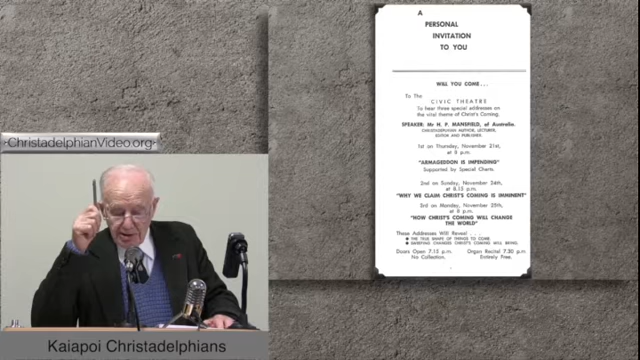 A
PERSONAL
INVITATION
TO YOU
WILL YOU COME...
To The
CIVIC THEATRE
To hear three special addresses on
the vital theme of Christ's Coming.
SPEAKER: Mr H. P. MANSFIELD, of Australia.
CHRISTADELPHIAN AUTHOR, LECTURER,
EDITOR AND PUBLISHER.
1st on Thursday, November 21st,
at 8 p.m.
"ARMAGEDDON IS IMPENDING"
Supported by Special Charts.
2nd on Sunday, November 24th
at 8.15 p.m.
"WHY WE CLAIM CHRIST'S COMING IS IMMINENT"
3rd on Monday, November 25th
at 8 p.m.
"HOW CHRIST'S COMING WILL CHANGE
THE WORLD"
These Addresses Will Reveal...
● THE TRUE SHAPE OF THINGS TO COME
● CHANGES CHRIST'S COMING WILL BRING.
Doors Open 7.15 p.m. Organ Recital 7.30 p.m.
No Collection. Entirely Free.
ChristadelphianVideo.org
Kaiapoi Christadelphians